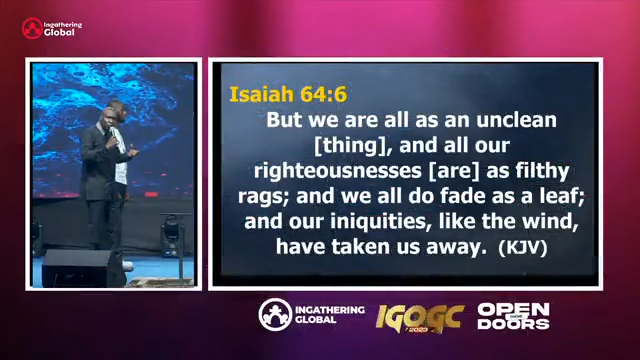 Ingathering
Global
Isaiah 64:6
But we are all as an unclean
[thing], and all our
righteousnesses [are] as filthy
rags; and we all do fade as a leaf;
and our iniquities, like the wind,
have taken us away. (KJV)
INGATHERING
GLOBAL
IGOGC
2023
OPEN
DOORS